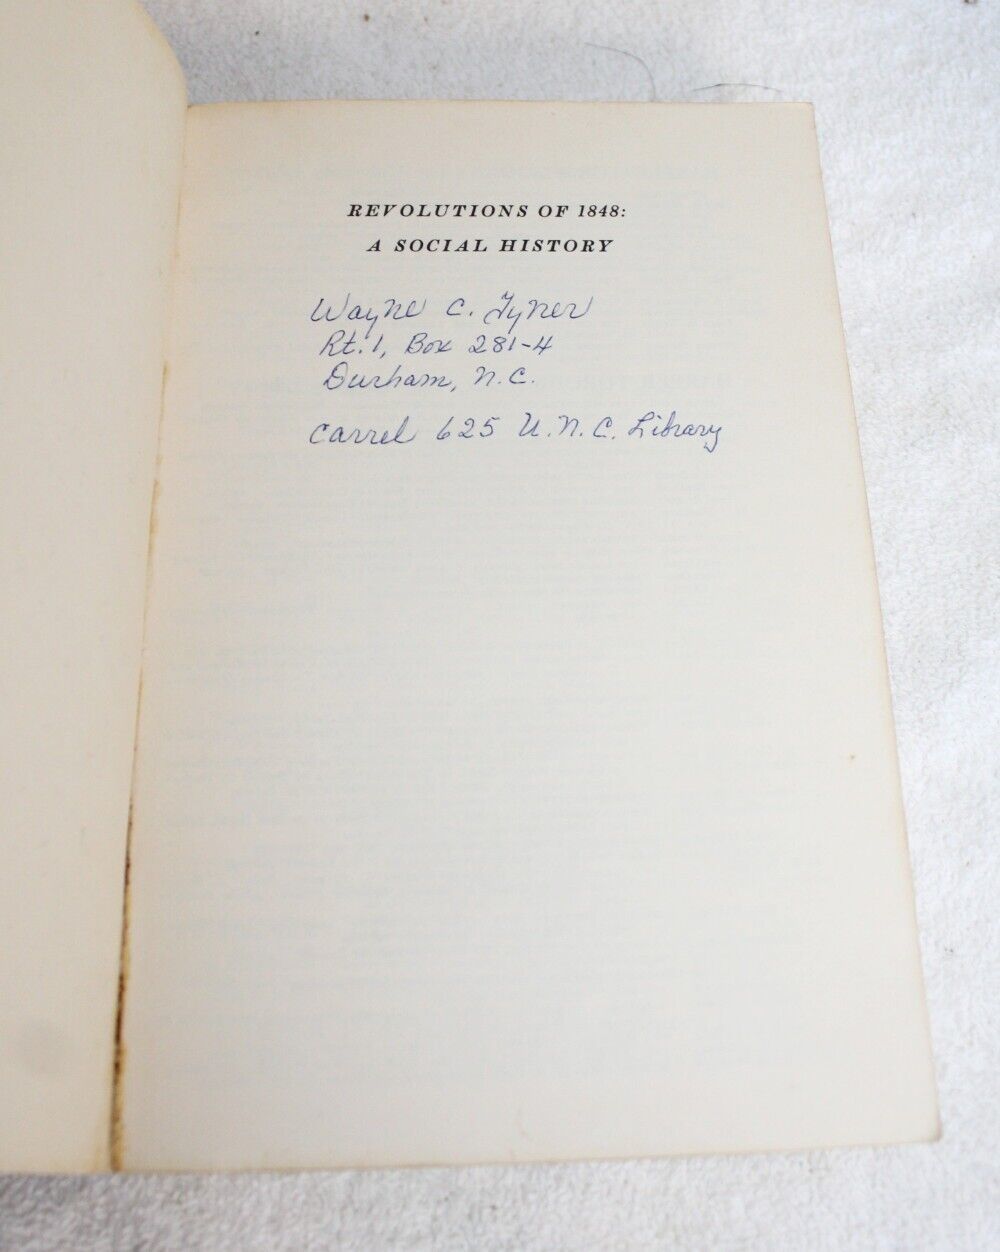 REVOLUTIONS OF 1848:
A SOCIAL HISTORY
Wayne C. Tyner
Rt. 1, Box 281-4
Durham, N.C.
Carrel 625 U.N.C. Library